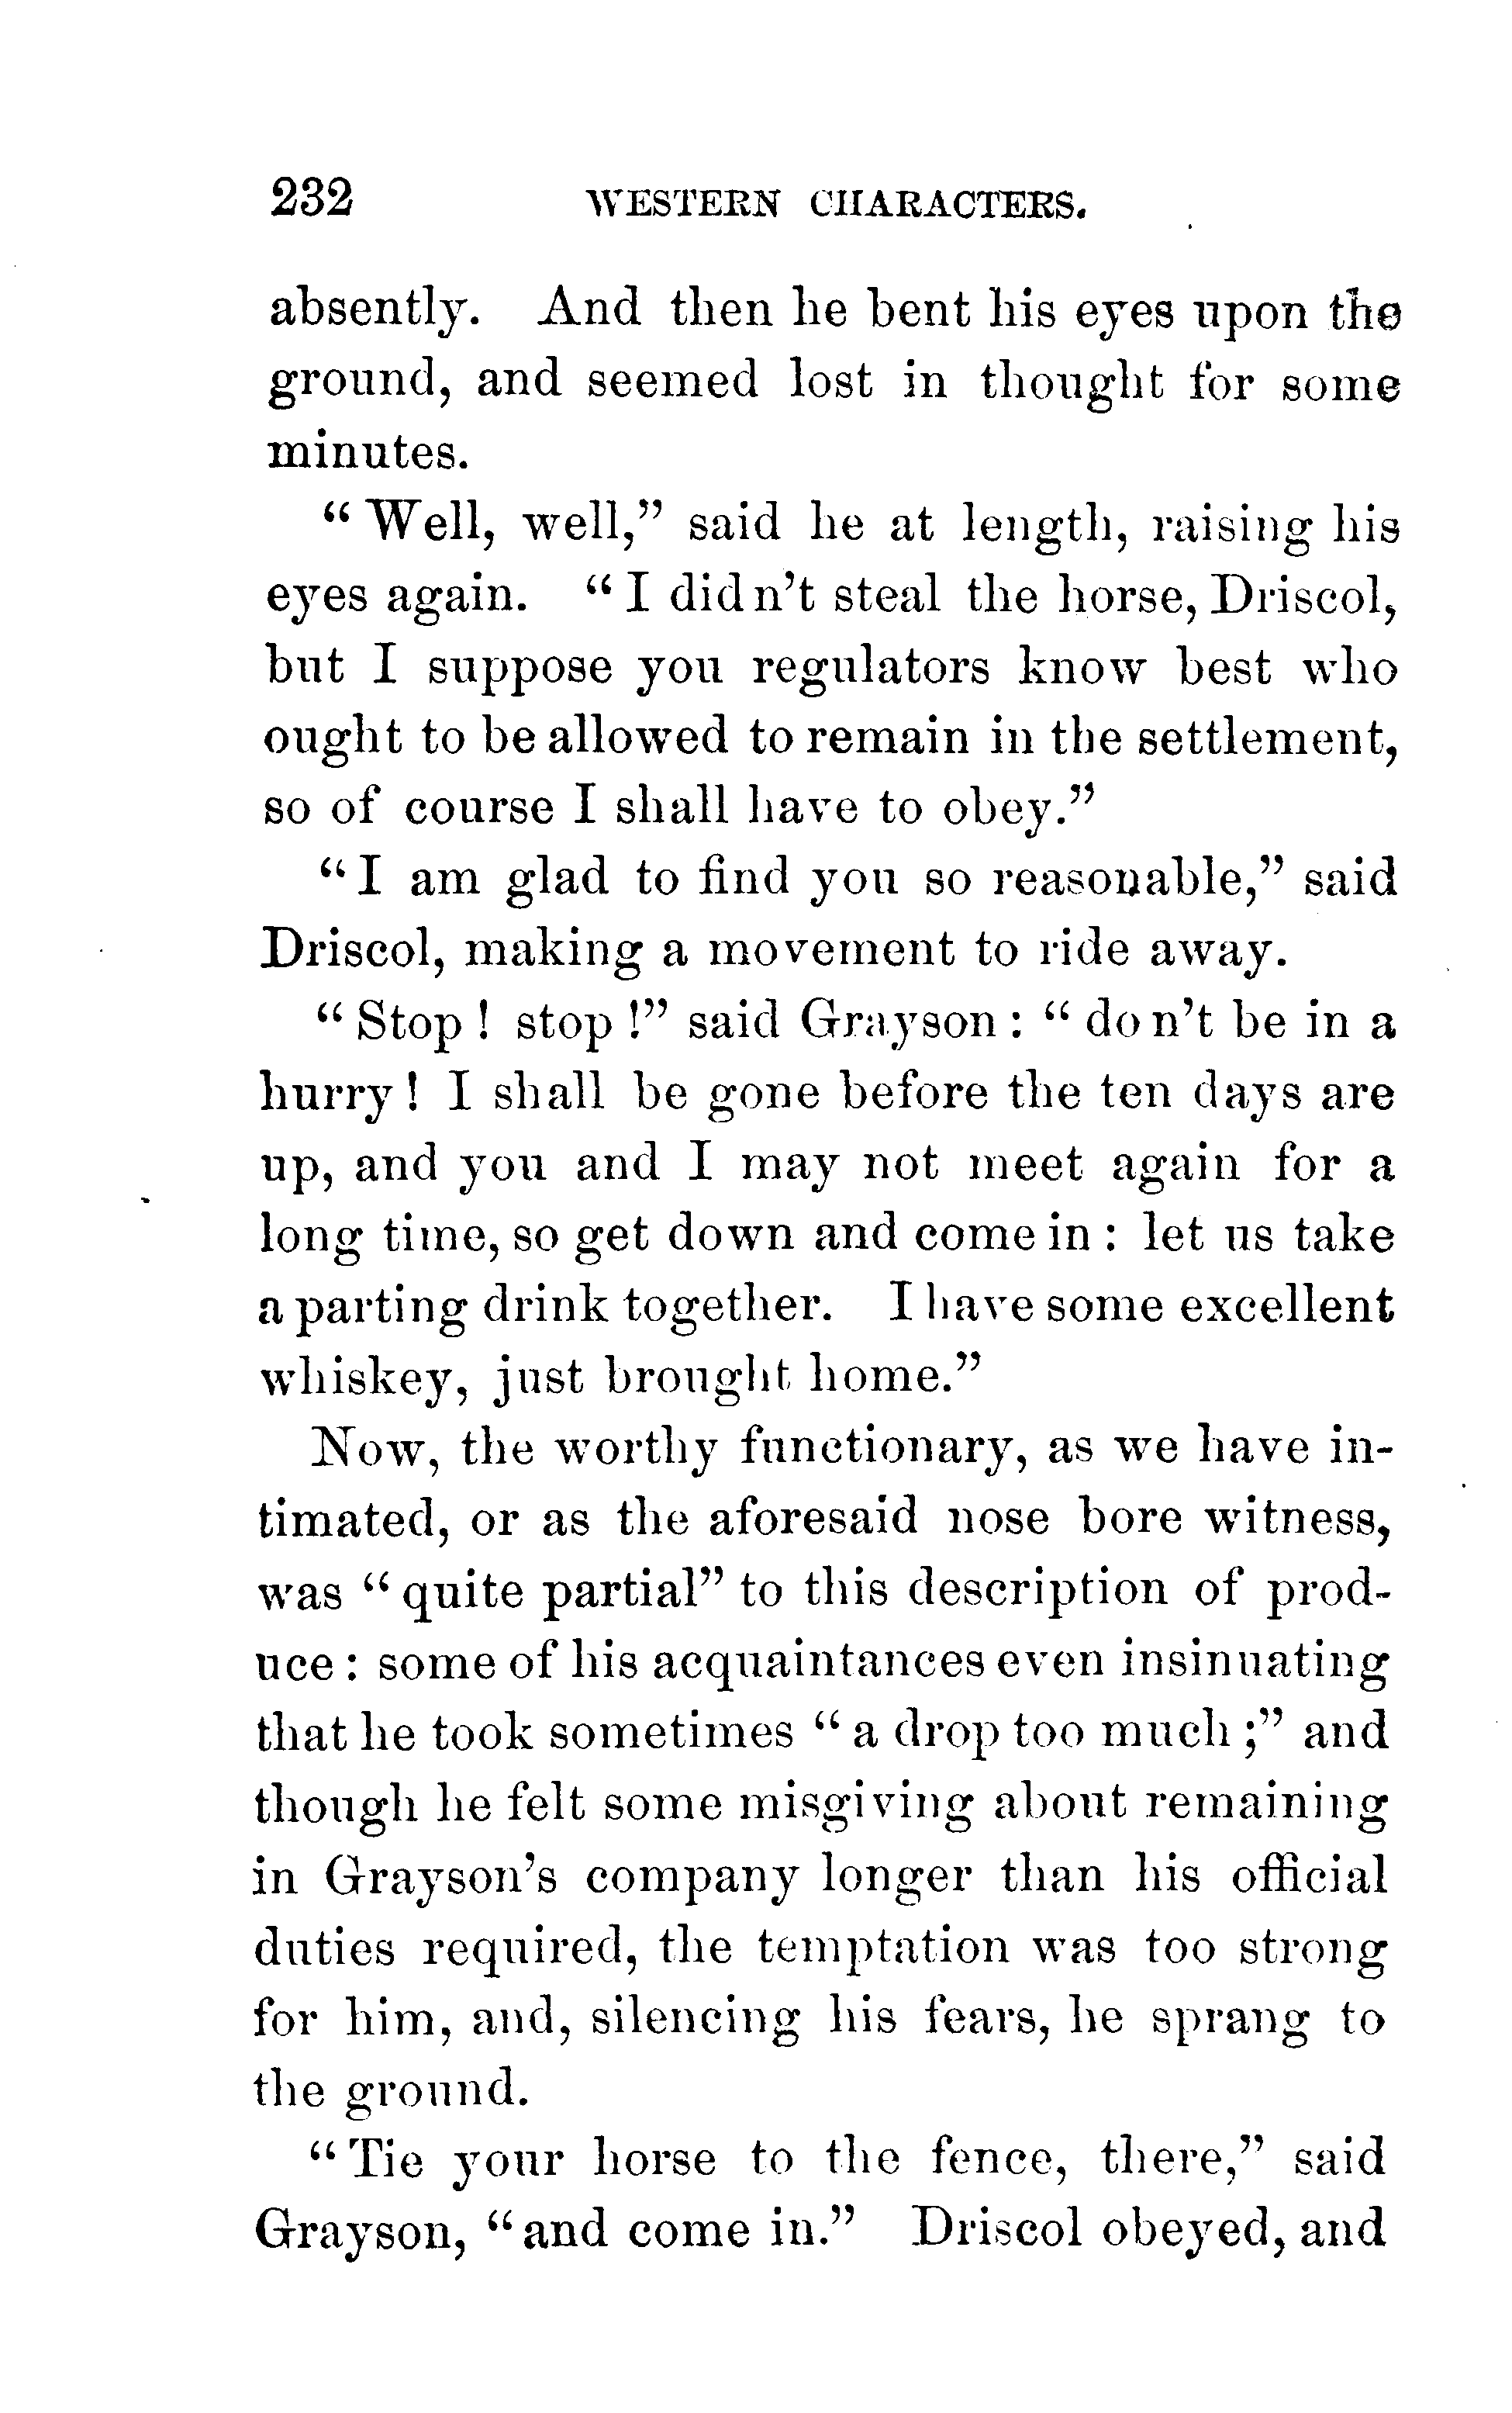 232 WESTERN CHARACTERS.
absently. And then he bent his eyes upon the
ground, and seemed lost in thought for some
minutes.
“Well, well,” said he at length, raising his
eyes again. “I didn't steal the horse, Driscol,
but I suppose you regulators know best who
ought to be allowed to remain in the settlement,
so of course I shall have to obey.”
“I am glad to find you so reasonable,” said
Driscol, making a movement to ride away.
“Stop! stop!” said Grayson: “don't be in a
hurry! I shall be gone before the ten days are
up, and you and I may not meet again for a
long time, so get down and come in: let us take
a parting drink together. I have some excellent
whiskey, just brought home.”
Now, the worthy functionary, as we have in-
timated, or as the aforesaid nose bore witness,
was “quite partial” to this description of prod-
uce: some of his acquaintances even insinuating
that he took sometimes “a drop too much;” and
though he felt some misgiving about remaining
in Grayson's company longer than his official
duties required, the temptation was too strong
for him, and, silencing his fears, he sprang to
the ground.
“Tie your horse to the fence, there,” said
Grayson, “and come in.” Driscol obeyed, and